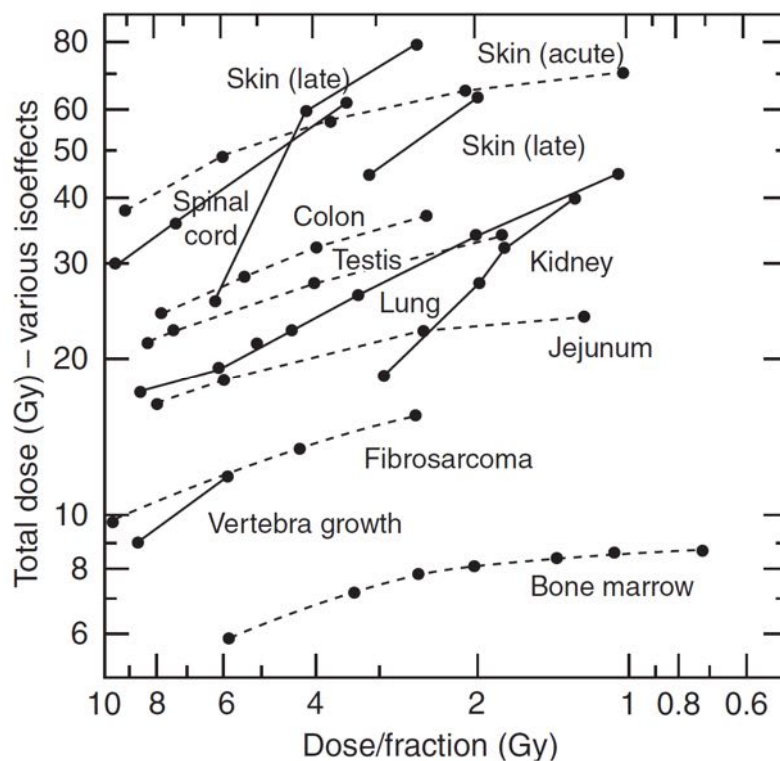 80
60
50
40
30
20
10
8
6
Total dose (Gy) – various isoeffects
Skin (late)
Skin (acute)
Skin (late)
Spinal
cord
Colon
Testis
Kidney
Lung
Jejunum
Fibrosarcoma
Vertebra growth
Bone marrow
10 8 6 4 2 1 0.8 0.6
Dose/fraction (Gy)